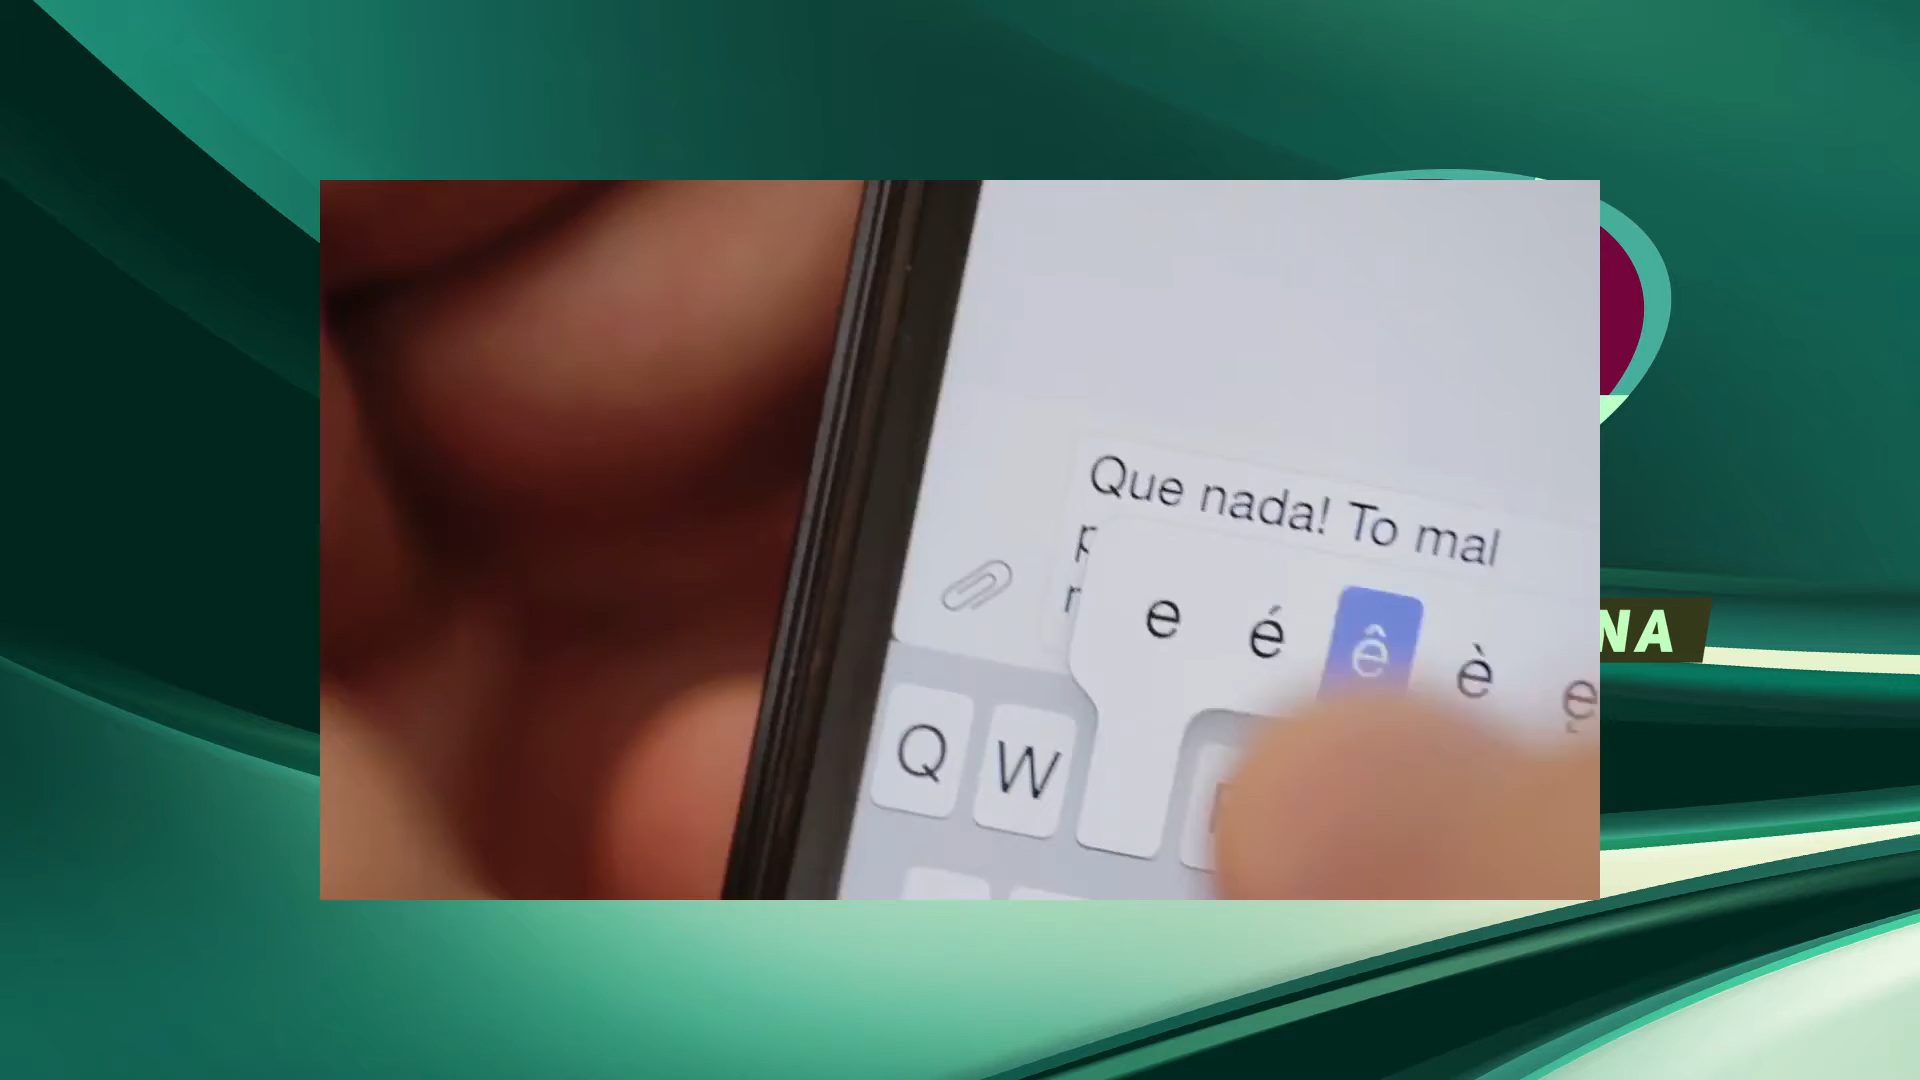 Que nada! To mal
p
r
e é ê è ę
Q W
NA